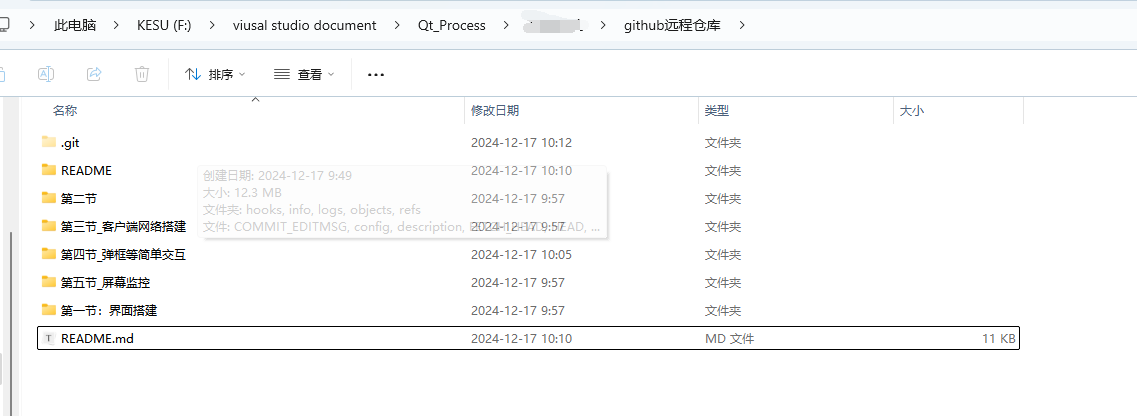 此电脑 > KESU (F:) > viusal studio document > Qt_Process > > github远程仓库 >
排序 查看 ...
名称 修改日期 类型 大小
.git 2024-12-17 10:12 文件夹
README 2024-12-17 10:10 文件夹
创建日期: 2024-12-17 9:49
大小: 12.3 MB
第二节 2024-12-17 9:57 文件夹
文件夹: hooks, info, logs, objects, refs
第三节_客户端网络搭建 2024-12-17 9:57 文件夹
文件: COMMIT_EDITMSG, config, description, ...
第四节_弹框等简单交互 2024-12-17 10:05 文件夹
第五节_屏幕监控 2024-12-17 9:57 文件夹
第一节：界面搭建 2024-12-17 9:57 文件夹
README.md 2024-12-17 10:10 MD 文件 11 KB